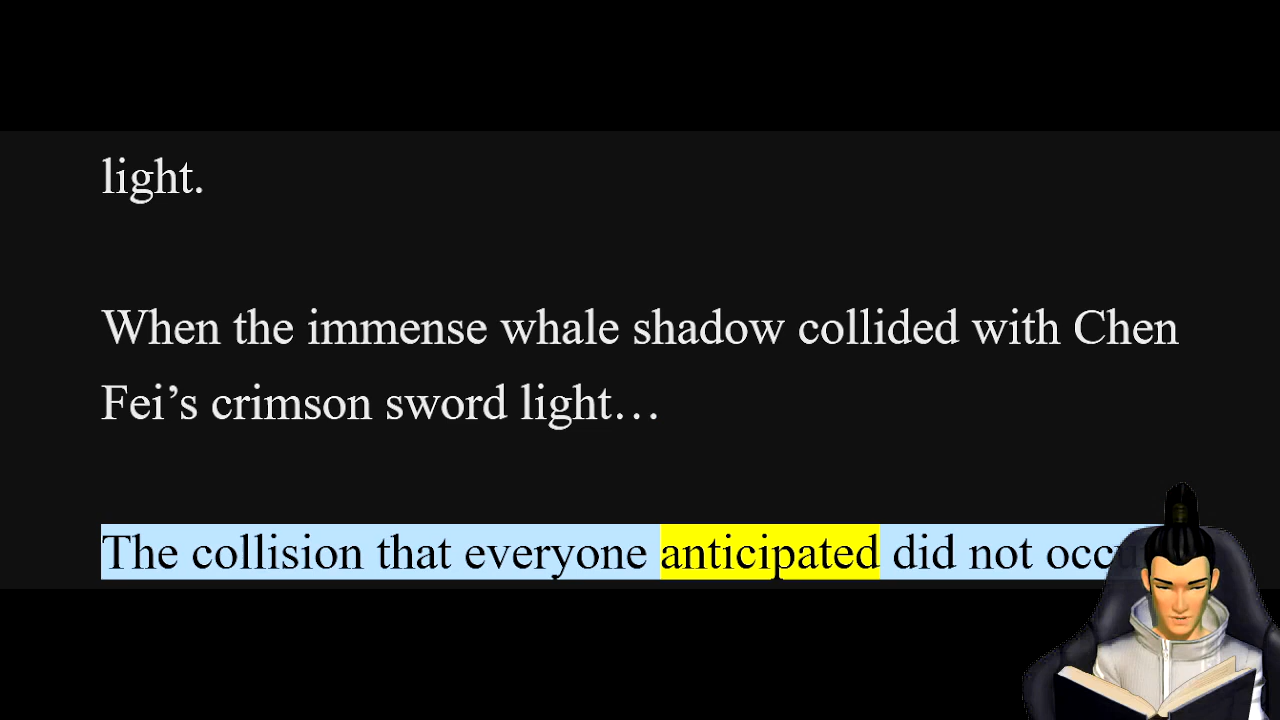 light.
When the immense whale shadow collided with Chen
Fei’s crimson sword light…
The collision that everyone anticipated did not